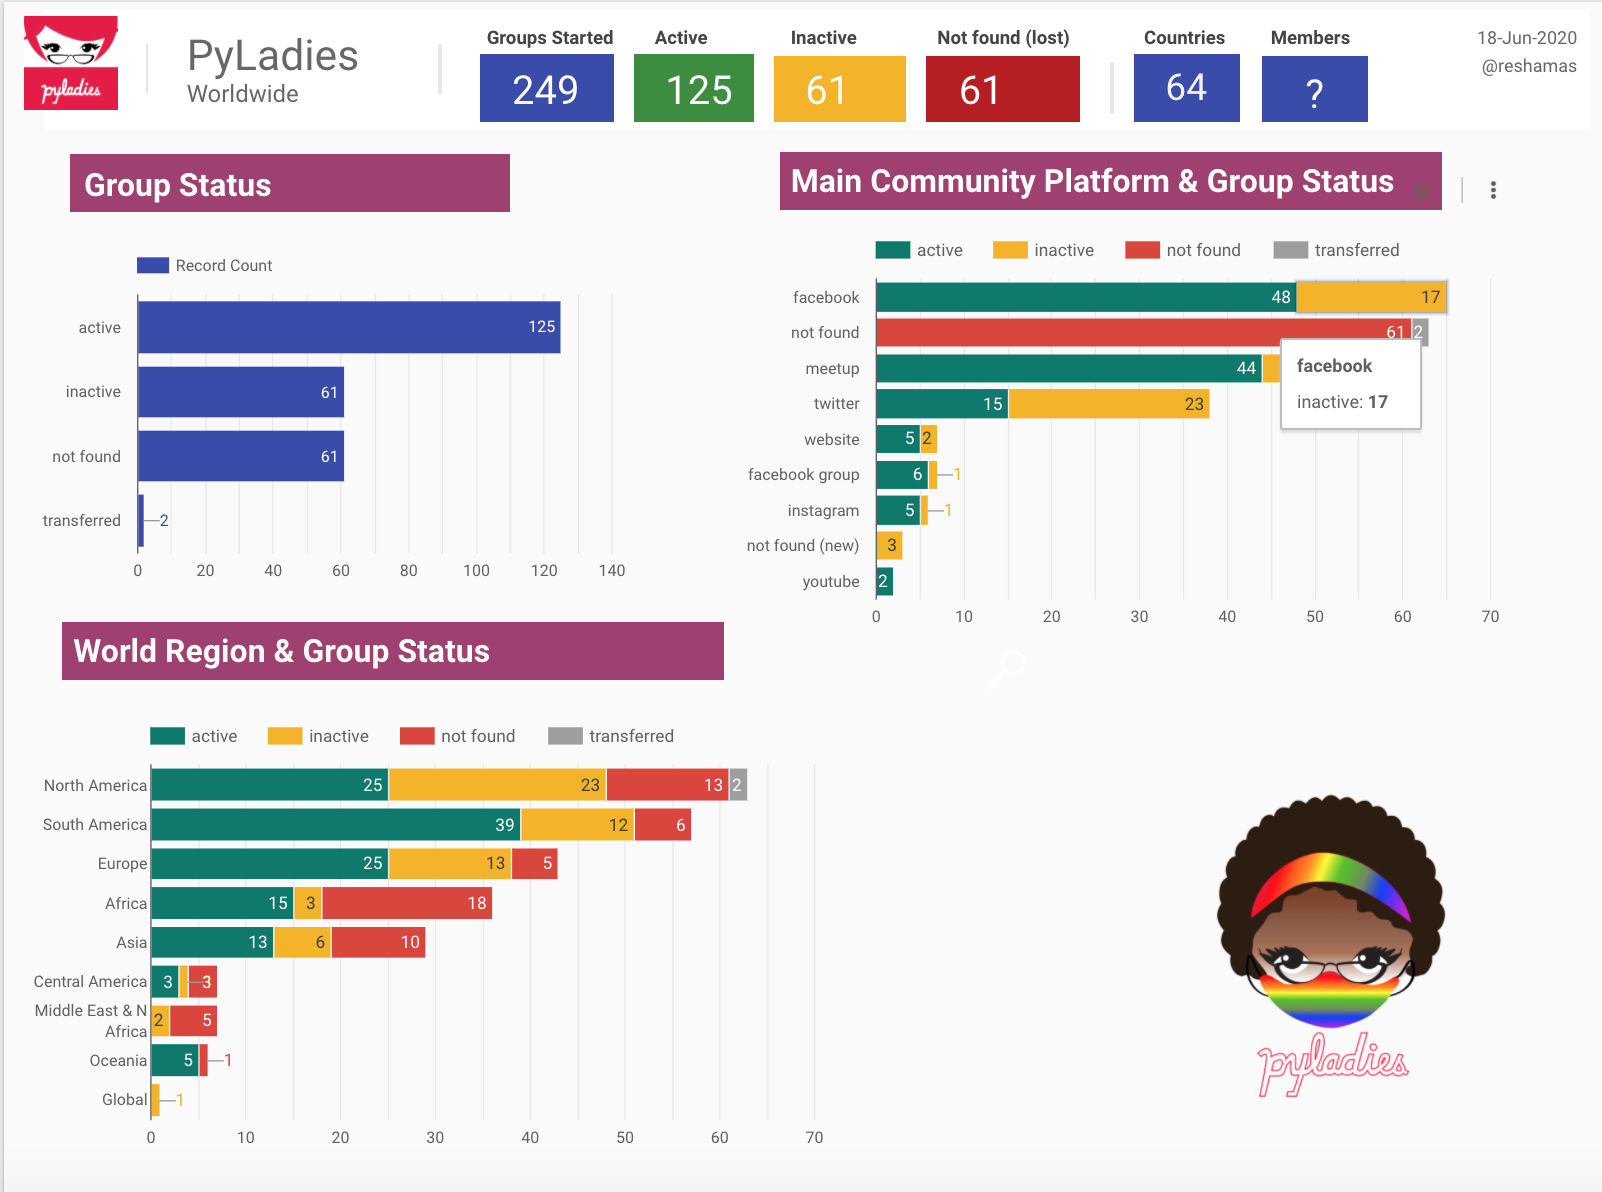 pyladies
PyLadies
Worldwide
Groups Started
249
Active
125
Inactive
61
Not found (lost)
61
Countries
64
Members
?
18-Jun-2020
@reshamas
Group Status
Record Count
active 125
inactive 61
not found 61
transferred 2
0 20 40 60 80 100 120 140
Main Community Platform & Group Status
active inactive not found transferred
facebook 48 17
not found 61 2
meetup 44
twitter 15 23
website 5 2
facebook group 6 1
instagram 5 1
not found (new) 3
youtube 2
0 10 20 30 40 50 60 70
facebook
inactive: 17
World Region & Group Status
active inactive not found transferred
North America 25 23 13 2
South America 39 12 6
Europe 25 13 5
Africa 15 3 18
Asia 13 6 10
Central America 3 3
Middle East & N
Africa 2 5
Oceania 5 1
Global 1
0 10 20 30 40 50 60 70
pyladies